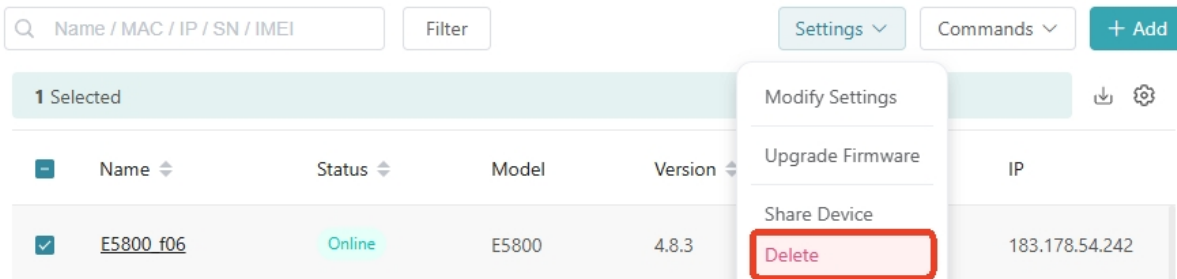 Name / MAC / IP / SN / IMEI Filter Settings Commands + Add
1 Selected
Modify Settings
Upgrade Firmware
Share Device
Delete
Name Status Model Version IP
E5800_f06 Online E5800 4.8.3 183.178.54.242